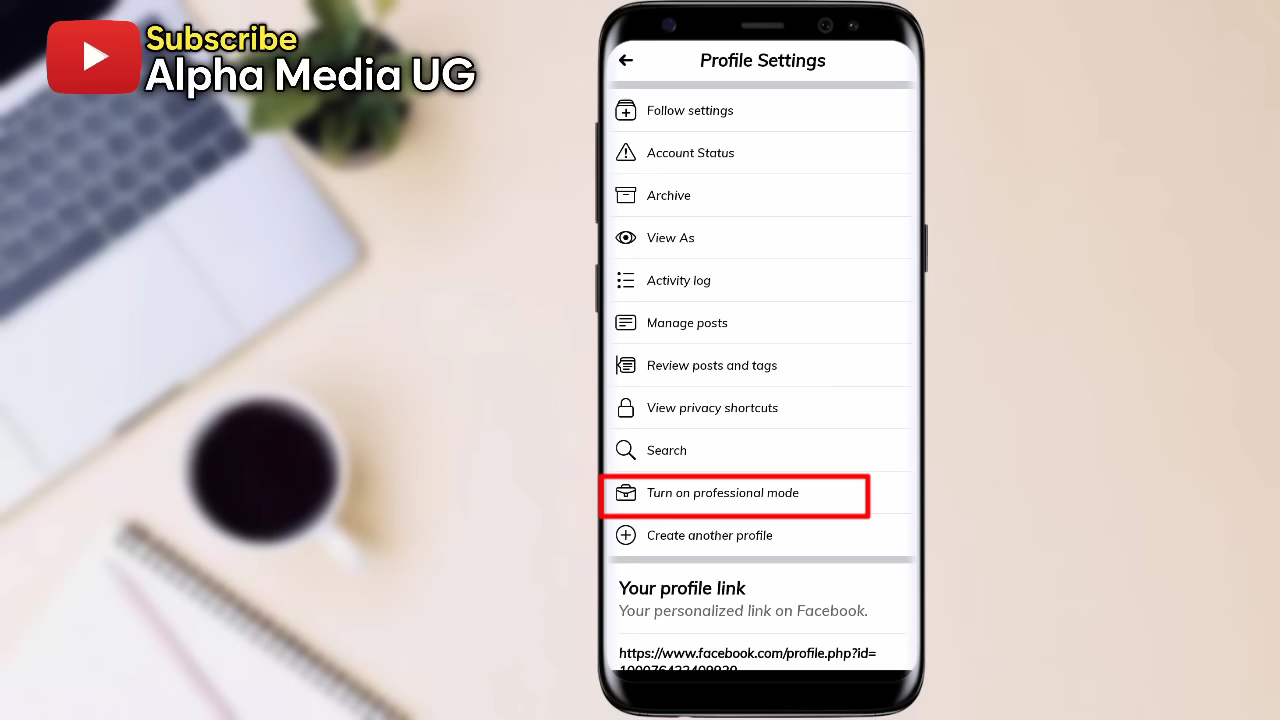 Subscribe
Alpha Media UG
Profile Settings
Follow settings
Account Status
Archive
View As
Activity log
Manage posts
Review posts and tags
View privacy shortcuts
Search
Turn on professional mode
Create another profile
Your profile link
Your personalized link on Facebook.
https://www.facebook.com/profile.php?id=